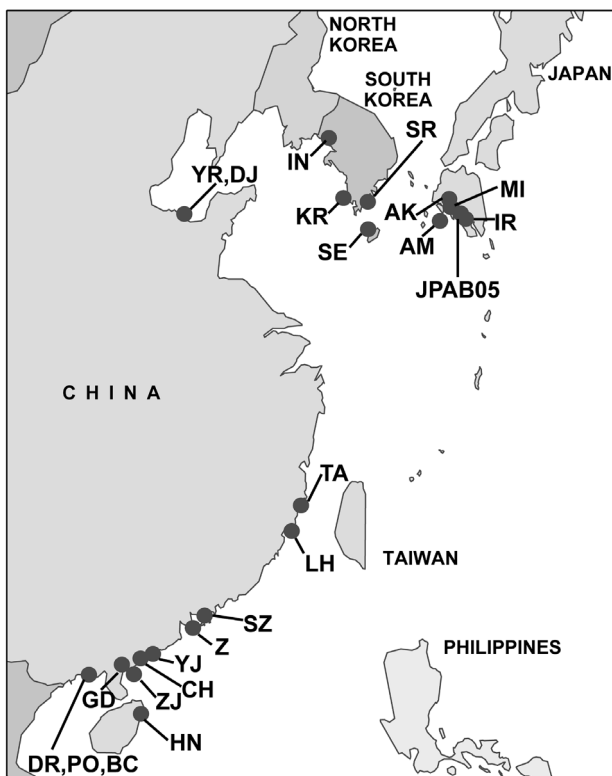 NORTH
KOREA
JAPAN
SOUTH
KOREA
SR
IN
YR,DJ
KR
AK
MI
SE
AM
IR
JPAB05
CHINA
TA
LH
TAIWAN
SZ
Z
PHILIPPINES
YJ
CH
GD
ZJ
HN
DR,PO,BC